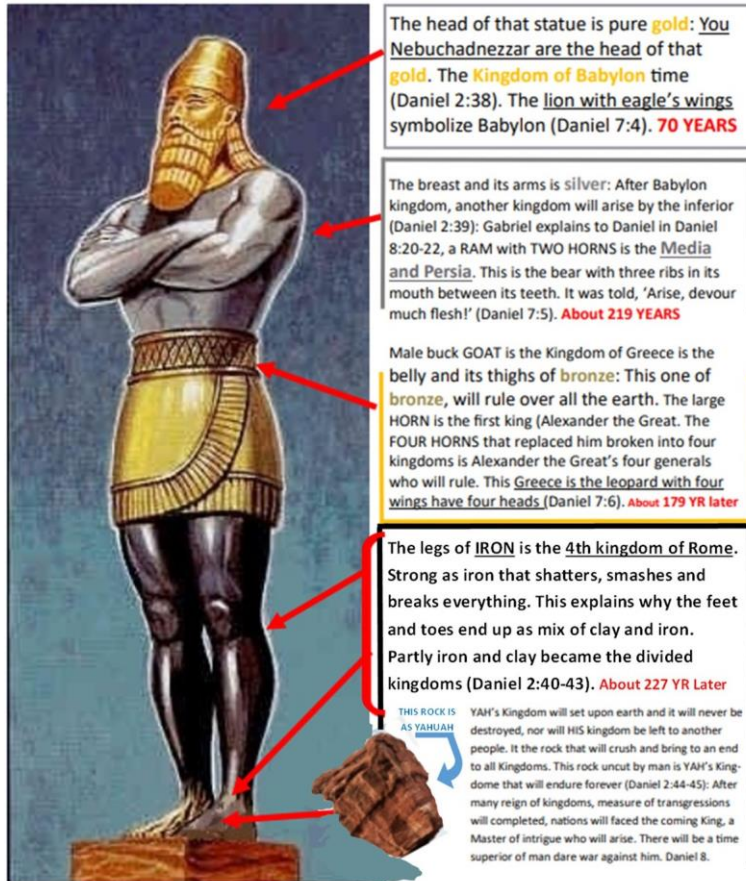 The head of that statue is pure gold: You
Nebuchadnezzar are the head of that
gold. The Kingdom of Babylon time
(Daniel 2:38). The lion with eagle's wings
symbolize Babylon (Daniel 7:4). 70 YEARS
The breast and its arms is silver: After Babylon
kingdom, another kingdom will arise by the inferior
(Daniel 2:39): Gabriel explains to Daniel in Daniel
8:20-22, a RAM with TWO HORNS is the Media
and Persia. This is the bear with three ribs in its
mouth between its teeth. It was told, 'Arise, devour
much flesh!' (Daniel 7:5). About 219 YEARS
Male buck GOAT is the Kingdom of Greece is the
belly and its thighs of bronze: This one of
bronze, will rule over all the earth. The large
HORN is the first king (Alexander the Great. The
FOUR HORNS that replaced him broken into four
kingdoms is Alexander the Great's four generals
who will rule. This Greece is the leopard with four
wings have four heads (Daniel 7:6). About 179 YR later
The legs of IRON is the 4th kingdom of Rome.
Strong as iron that shatters, smashes and
breaks everything. This explains why the feet
and toes end up as mix of clay and iron.
Partly iron and clay became the divided
kingdoms (Daniel 2:40-43). About 227 YR Later
THIS ROCK IS
AS YAHUAH
YAH's Kingdom will set upon earth and it will never be
destroyed, nor will HIS kingdom be left to another
people. It the rock that will crush and bring to an end
to all Kingdoms. This rock uncut by man is YAH's King-
dome that will endure forever (Daniel 2:44-45): After
many reign of kingdoms, measure of transgressions
will completed, nations will faced the coming King, a
Master of intrigue who will arise. There will be a time
superior of man dare war against him. Daniel 8.